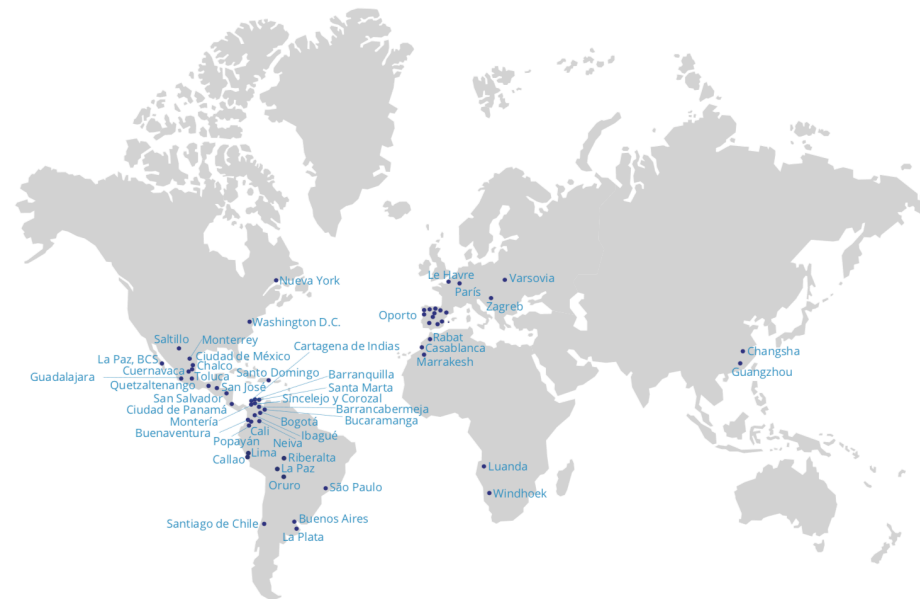 Le Havre
Varsovia
Nueva York
París
Zagreb
Oporto
Washington D.C.
Rabat
Saltillo
Monterrey
Cartagena de Indias
Casablanca
Changsha
La Paz, BCS
Ciudad de México
Marrakesh
Chalco
Guangzhou
Cuernavaca
Santo Domingo
Barranquilla
Guadalajara
Toluca
Quetzaltenango
San José
Santa Marta
San Salvador
Sincelejo y Corozal
Ciudad de Panamá
Barrancabermeja
Montería
Bogotá
Bucaramanga
Buenaventura
Cali
Ibagué
Popayán
Neiva
Lima
Callao
Riberalta
La Paz
Luanda
Oruro
São Paulo
Windhoek
Santiago de Chile
Buenos Aires
La Plata